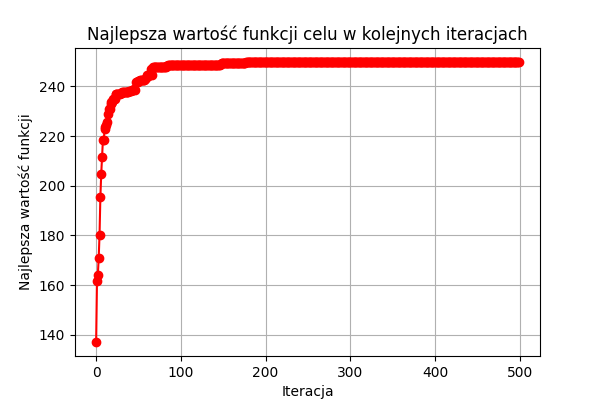 Najlepsza wartość funkcji celu w kolejnych iteracjach
Najlepsza wartość funkcji
240
220
200
180
160
140
0 100 200 300 400 500
Iteracja